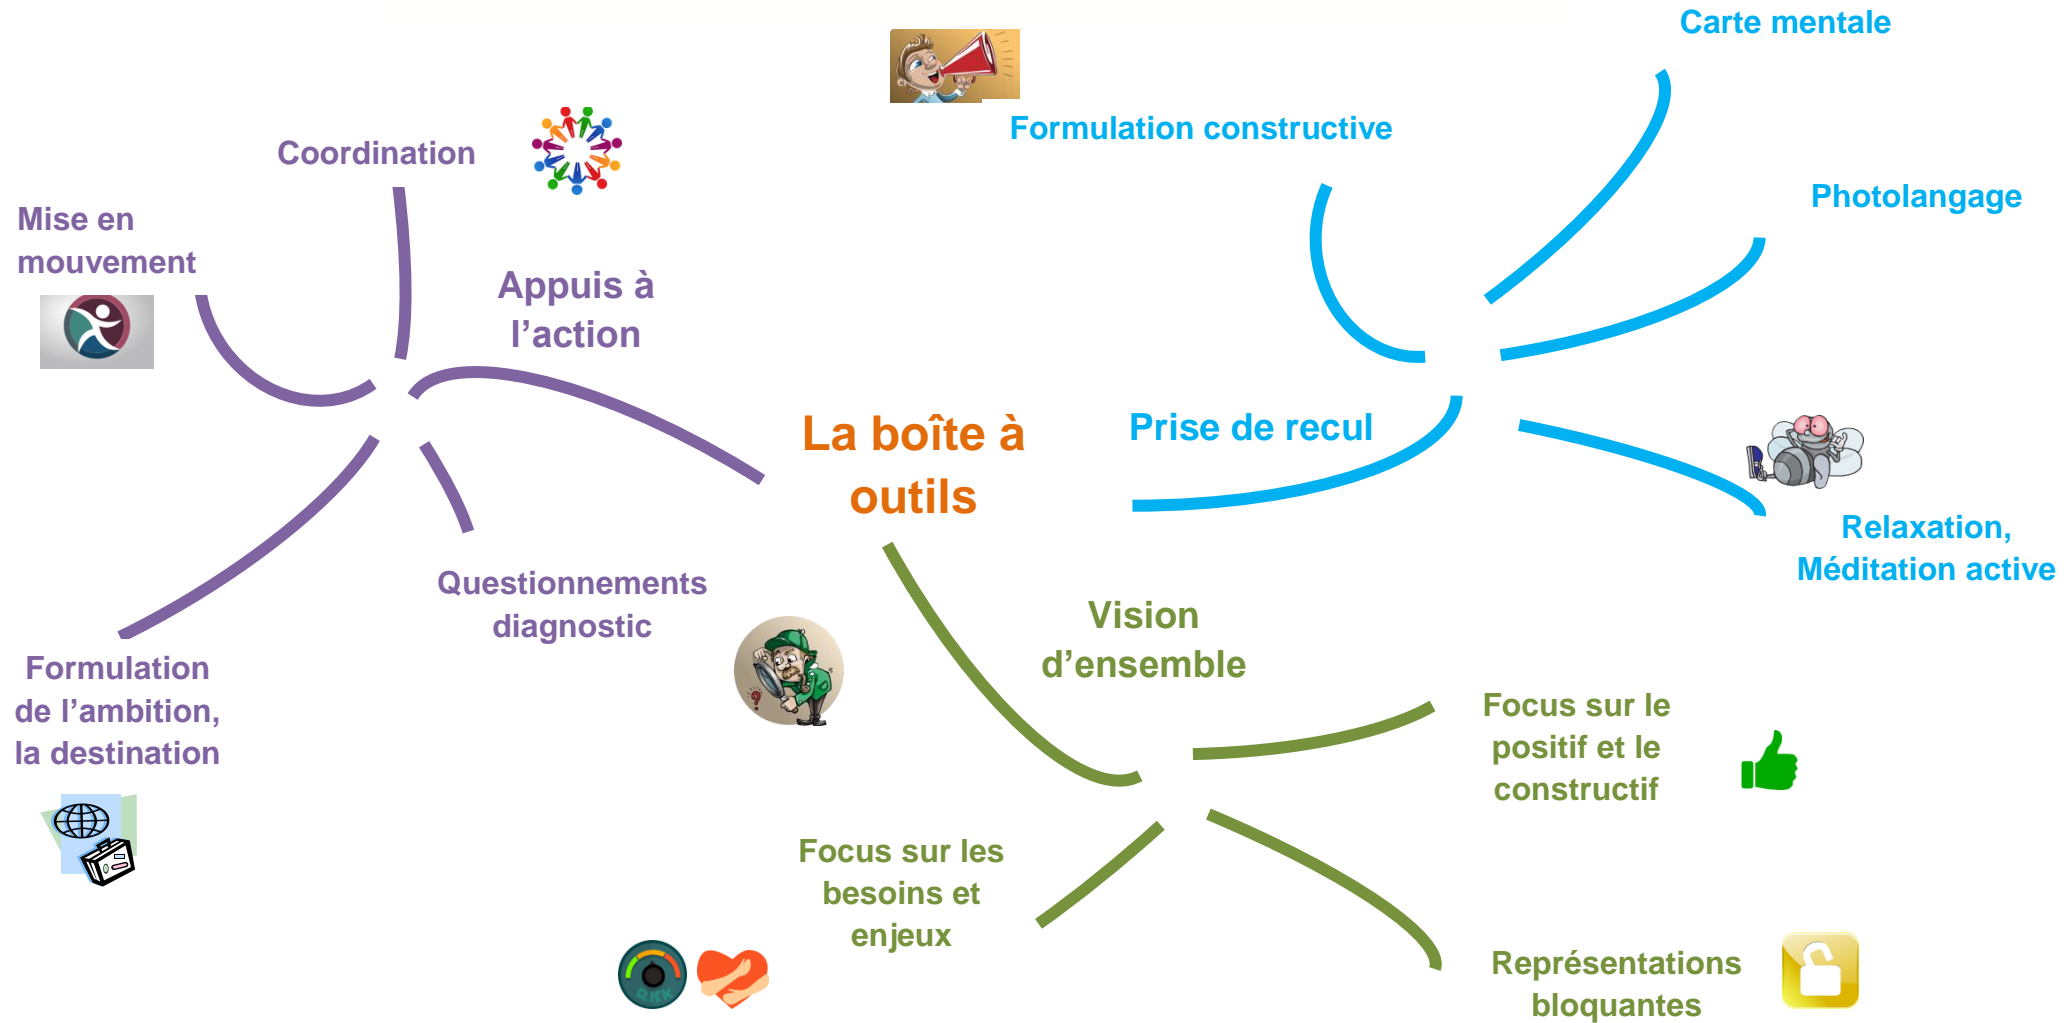 La boîte à
outils
Appuis à
l’action
Coordination
Mise en
mouvement
Formulation
de l’ambition,
la destination
Questionnements
diagnostic
Prise de recul
Formulation constructive
Carte mentale
Photolangage
Relaxation,
Méditation active
Vision
d’ensemble
Focus sur le
positif et le
constructif
Représentations
bloquantes
Focus sur les
besoins et
enjeux
RISK
?